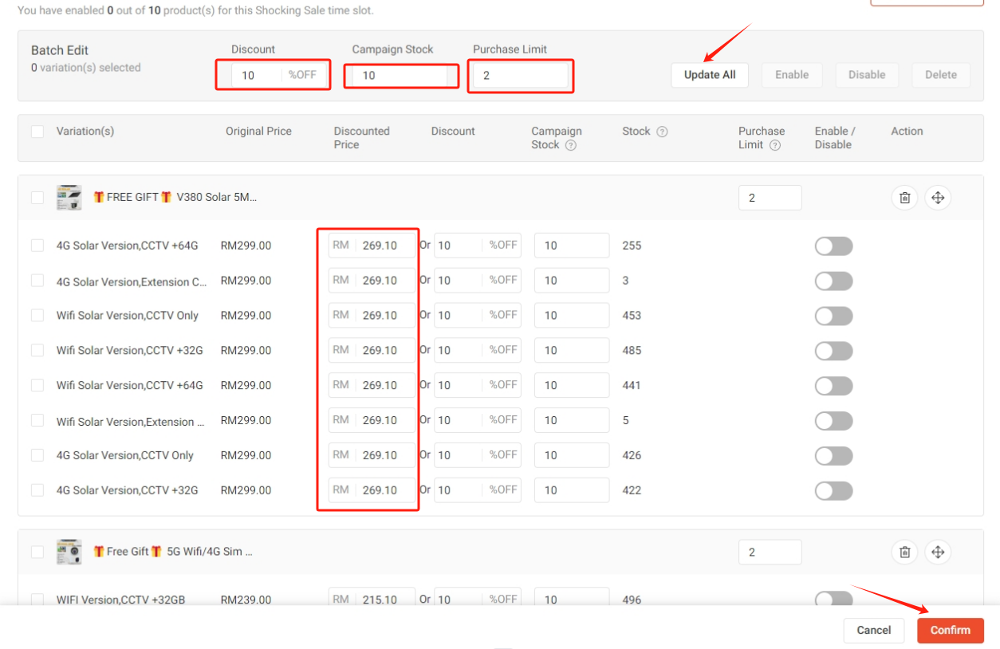 You have enabled 0 out of 10 product(s) for this Shocking Sale time slot.
Batch Edit
0 variation(s) selected
Discount
Campaign Stock
Purchase Limit
10 %OFF
10
2
Update All
Enable
Disable
Delete
Variation(s)
Original Price
Discounted Price
Discount
Campaign Stock ?
Stock ?
Purchase Limit ?
Enable / Disable
Action
FREE GIFT V380 Solar 5M... 2
4G Solar Version,CCTV +64G RM299.00 RM 269.10 Or 10 %OFF 10 255
4G Solar Version,Extension C... RM299.00 RM 269.10 Or 10 %OFF 10 3
Wifi Solar Version,CCTV Only RM299.00 RM 269.10 Or 10 %OFF 10 453
Wifi Solar Version,CCTV +32G RM299.00 RM 269.10 Or 10 %OFF 10 485
Wifi Solar Version,CCTV +64G RM299.00 RM 269.10 Or 10 %OFF 10 441
Wifi Solar Version,Extension ... RM299.00 RM 269.10 Or 10 %OFF 10 5
4G Solar Version,CCTV Only RM299.00 RM 269.10 Or 10 %OFF 10 426
4G Solar Version,CCTV +32G RM299.00 RM 269.10 Or 10 %OFF 10 422
Free Gift 5G Wifi/4G Sim ... 2
WIFI Version,CCTV +32GB RM239.00 RM 215.10 Or 10 %OFF 10 496
Cancel
Confirm